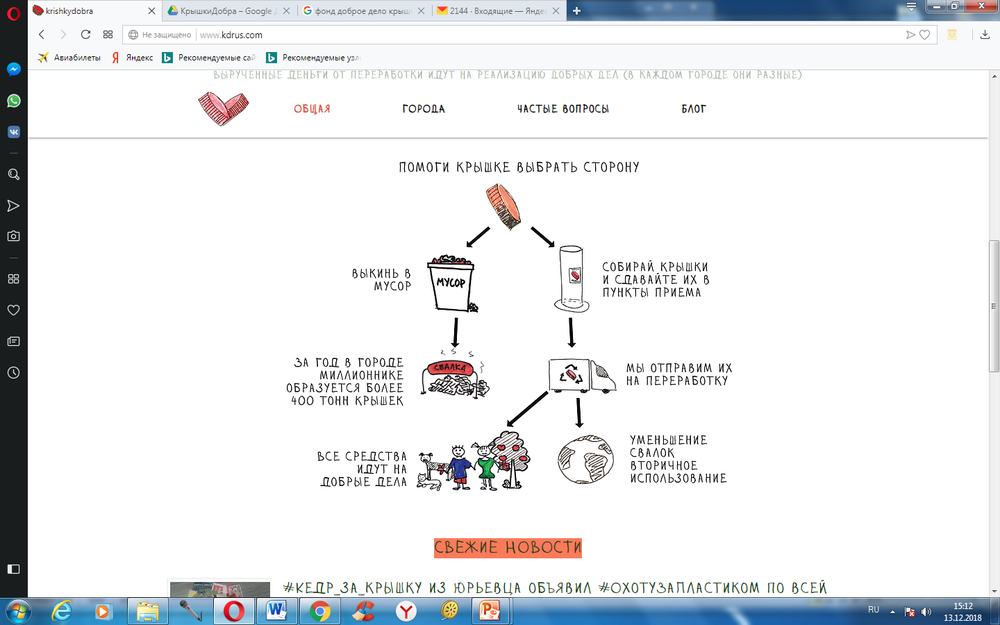 krishkydobra
КрышкиДобра – Google Д
фонд доброе дело крыш
2144 · Входящие — Янде
Не защищено
www.kdrus.com
Авиабилеты
Яндекс
Рекомендуемые сай
Рекомендуемые узл
ВЫРУЧЕННЫЕ ДЕНЬГИ ОТ ПЕРЕРАБОТКИ ИДУТ НА РЕАЛИЗАЦИЮ ДОБРЫХ ДЕЛ (В КАЖДОМ ГОРОДЕ ОНИ РАЗНЫЕ)
ОБЩАЯ
ГОРОДА
ЧАСТЫЕ ВОПРОСЫ
БЛОГ
ПОМОГИ КРЫШКЕ ВЫБРАТЬ СТОРОНУ
ВЫКИНЬ В
МУСОР
МУСОР
СОБИРАЙ КРЫШКИ
И СДАВАЙТЕ ИХ В
ПУНКТЫ ПРИЕМА
ЗА ГОД В ГОРОДЕ
МИЛЛИОННИКЕ
ОБРАЗУЕТСЯ БОЛЕЕ
400 ТОНН КРЫШЕК
СВАЛКА
МЫ ОТПРАВИМ ИХ
НА ПЕРЕРАБОТКУ
ВСЕ СРЕДСТВА
ИДУТ НА
ДОБРЫЕ ДЕЛА
УМЕНЬШЕНИЕ
СВАЛОК
ВТОРИЧНОЕ
ИСПОЛЬЗОВАНИЕ
СВЕЖИЕ НОВОСТИ
#КЕДР_ЗА_КРЫШКУ ИЗ ЮРЬЕВЦА ОБЪЯВИЛ #ОХОТУЗАПЛАСТИКОМ ПО ВСЕЙ
RU
15:12
13.12.2018